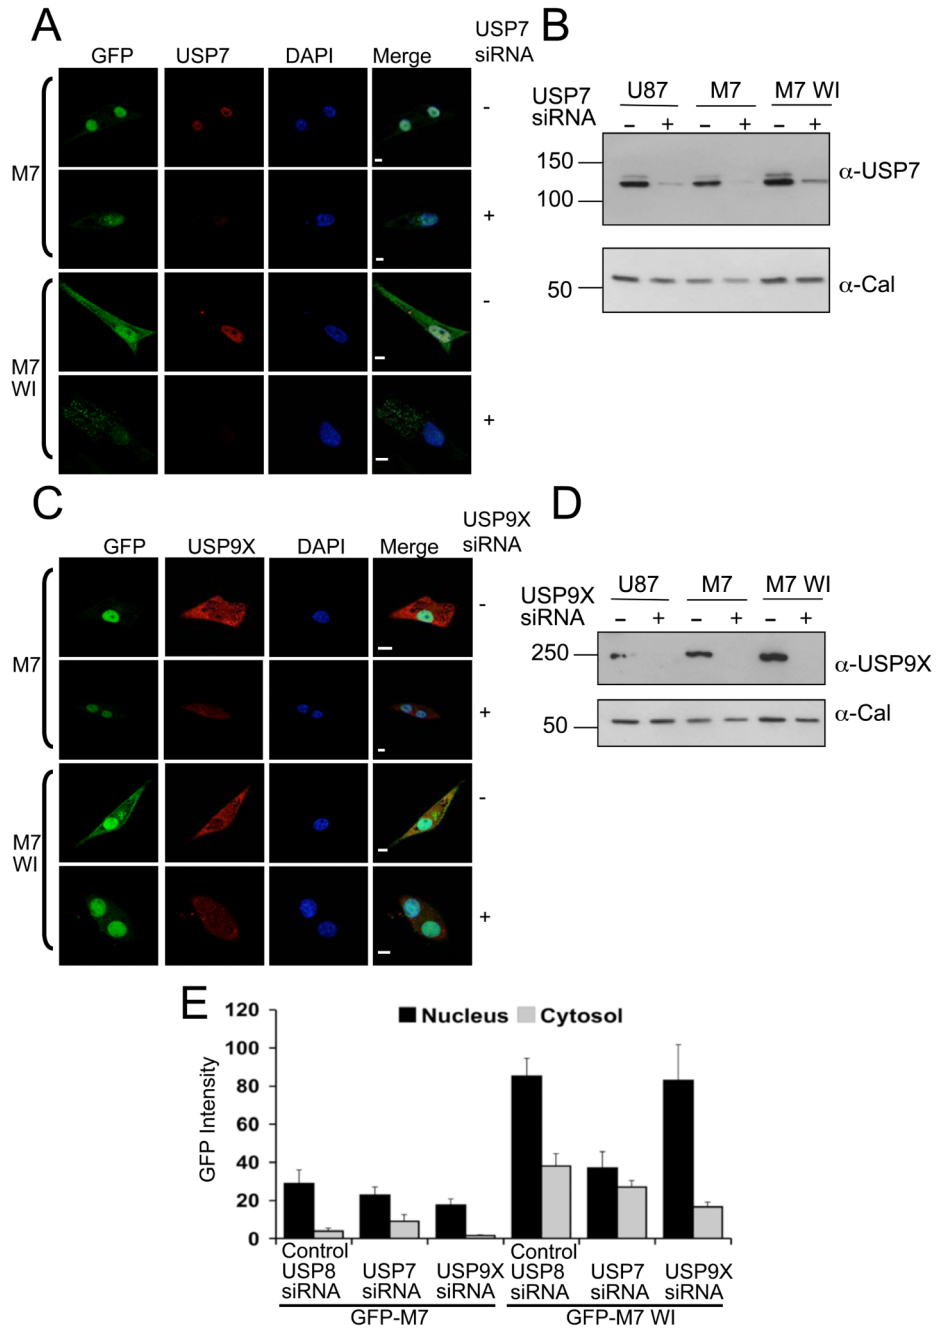 A
GFP USP7 DAPI Merge
USP7
siRNA
M7
-
+
M7
WI
-
+
B
USP7
siRNA
U87 M7 M7 WI
– + – + – +
150
100
α-USP7
50
α-Cal
C
GFP USP9X DAPI Merge
USP9X
siRNA
M7
-
+
M7
WI
-
+
D
USP9X
siRNA
U87 M7 M7 WI
– + – + – +
250
α-USP9X
50
α-Cal
E
Nucleus Cytosol
GFP Intensity
120
100
80
60
40
20
0
Control
USP8
siRNA
USP7
siRNA
USP9X
siRNA
Control
USP8
siRNA
USP7
siRNA
USP9X
siRNA
GFP-M7
GFP-M7 WI